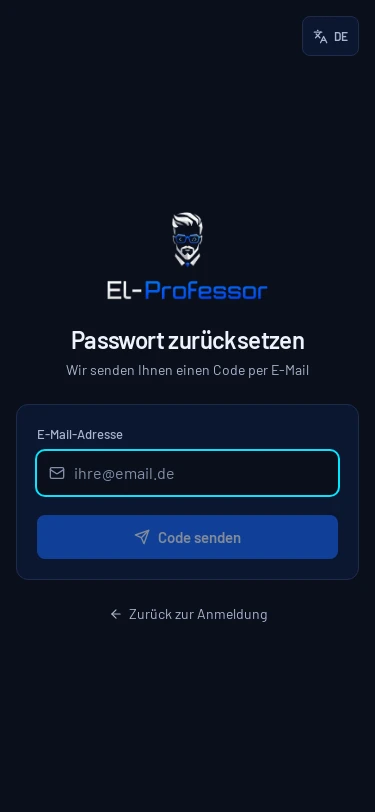 DE
El-Professor
Passwort zurücksetzen
Wir senden Ihnen einen Code per E-Mail
E-Mail-Adresse
ihre@email.de
Code senden
Zurück zur Anmeldung